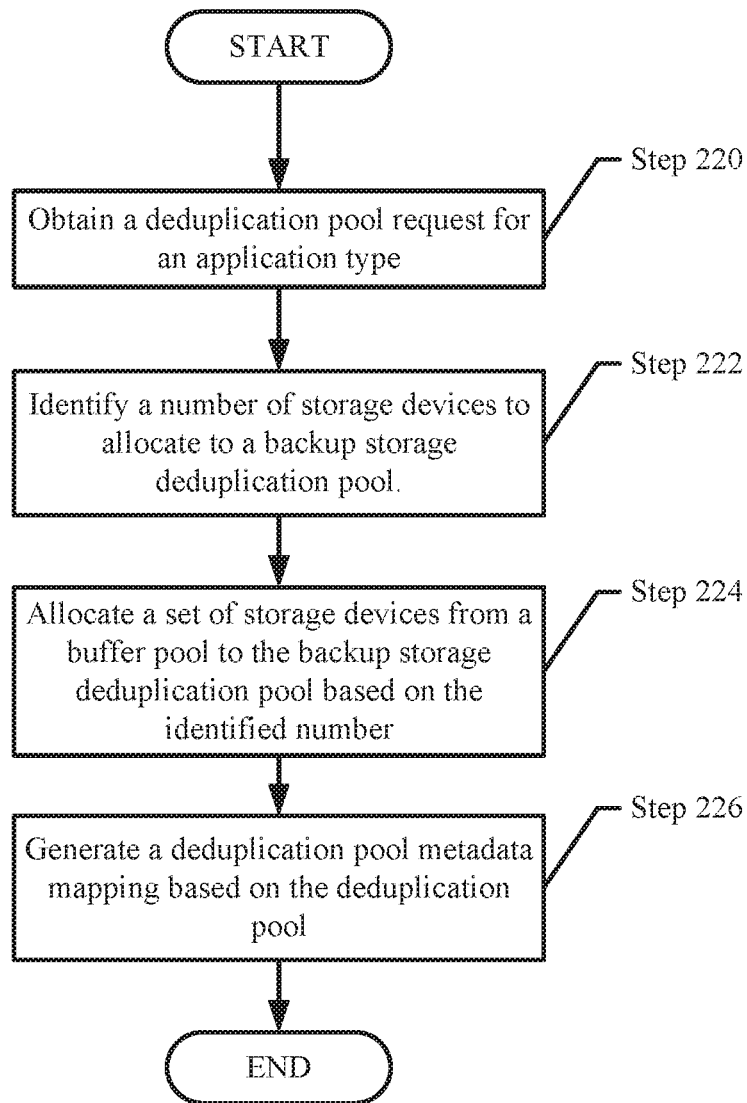 START
Step 220
Obtain a deduplication pool request for
an application type
Step 222
Identify a number of storage devices to
allocate to a backup storage
deduplication pool.
Step 224
Allocate a set of storage devices from a
buffer pool to the backup storage
deduplication pool based on the
identified number
Step 226
Generate a deduplication pool metadata
mapping based on the deduplication
pool
END